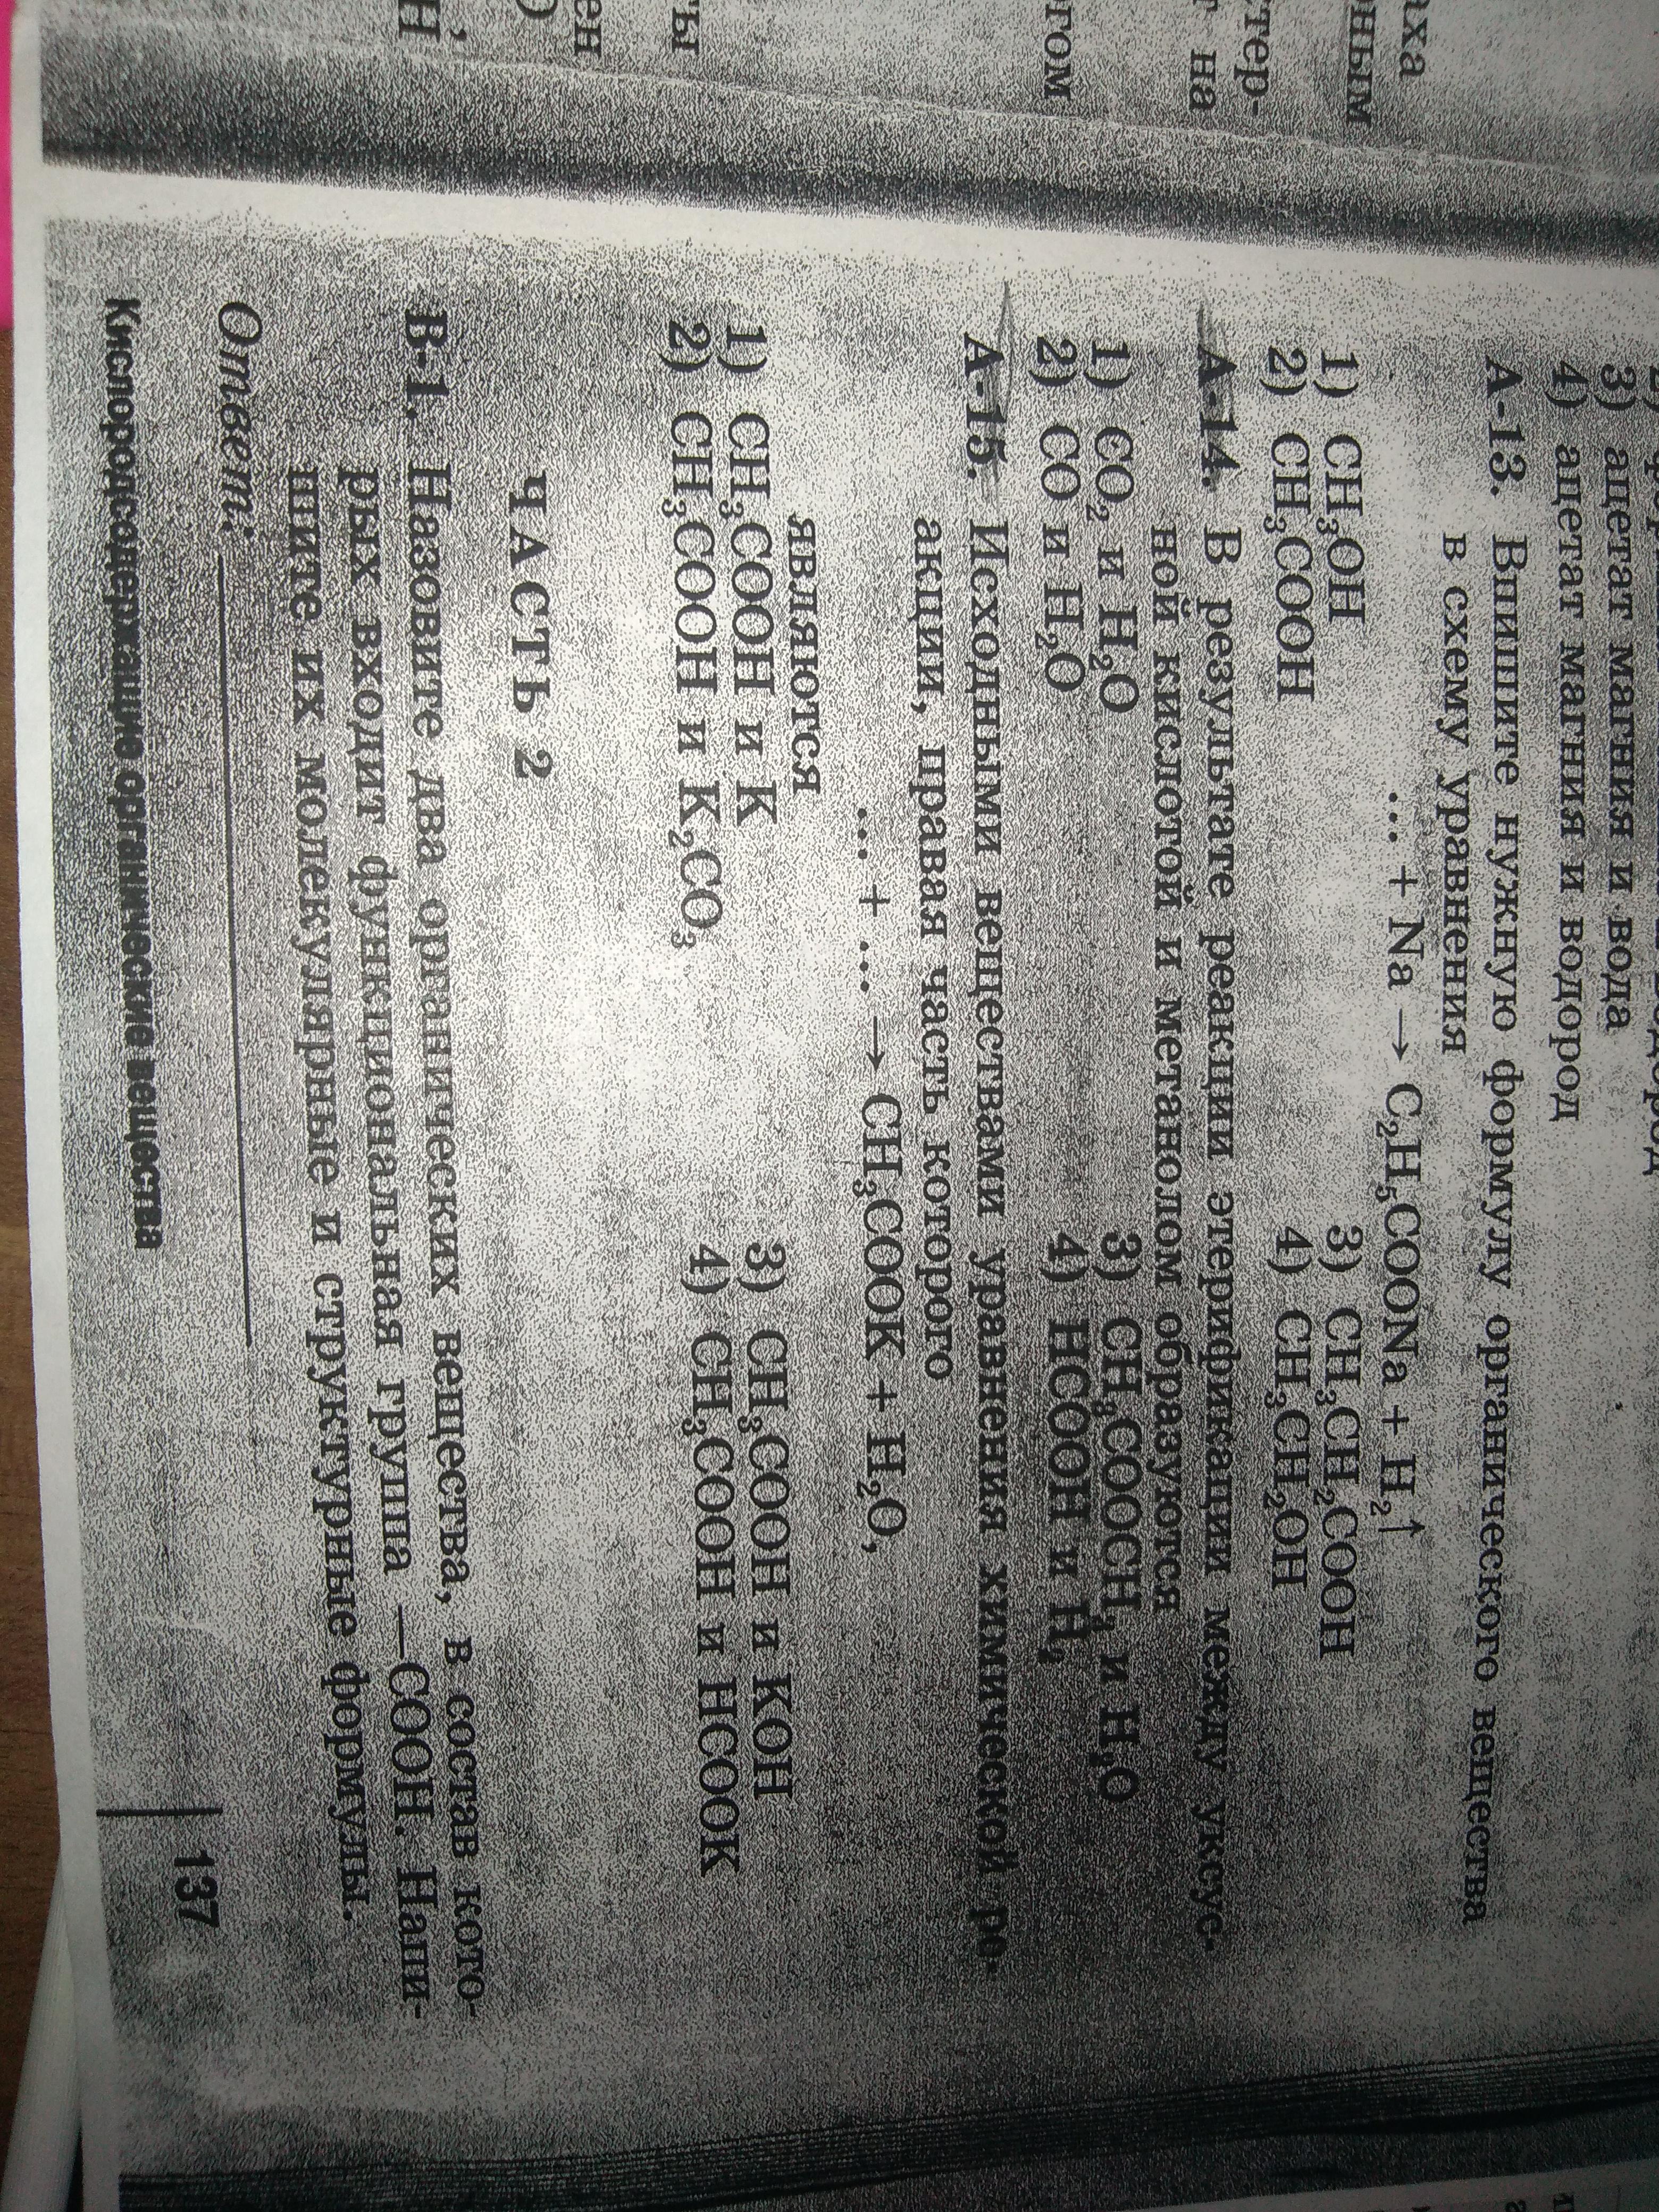 3) ацетат магния и вода
4) ацетат магния и водород
А-13. Впишите нужную формулу органического вещества
в схему уравнения
... + Na → C₂H₅COONa + H₂↑
1) CH₃OH 3) CH₃CH₂COOH
2) CH₃COOH 4) CH₃CH₂OH
А-14. В результате реакции этерификации между уксус-
ной кислотой и метанолом образуются
1) CO₂ и H₂O 3) CH₃COOCH₃ и H₂O
2) CO и H₂O 4) HCOOH и H₂
А-15. Исходными веществами уравнения химической ре-
акции, правая часть которого
... + ... → CH₃COOK + H₂O,
являются
1) CH₃COOH и K 3) CH₃COOH и KOH
2) CH₃COOH и K₂CO₃ 4) CH₃COOH и HCOOK
ЧАСТЬ 2
В-1. Назовите два органических вещества, в состав кото-
рых входит функциональная группа —COOH. Напи-
шите их молекулярные и структурные формулы.
Ответ:
Кислородсодержащие органические вещества
137